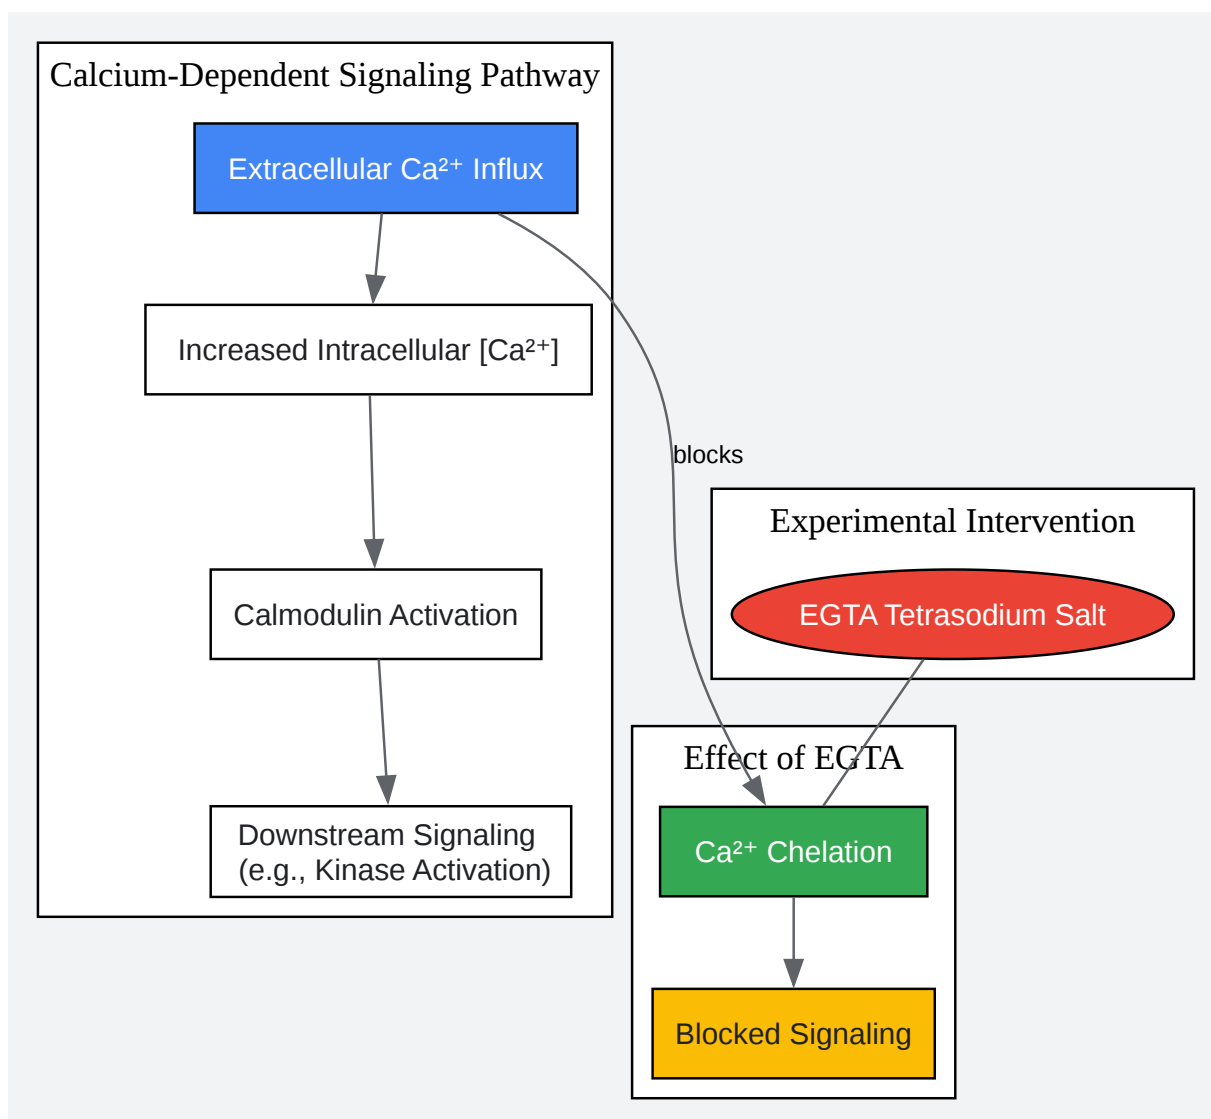 Calcium-Dependent Signaling Pathway
Extracellular Ca²⁺ Influx
Increased Intracellular [Ca²⁺]
blocks
Experimental Intervention
EGTA Tetrasodium Salt
Calmodulin Activation
Effect of EGTA
Downstream Signaling
(e.g., Kinase Activation)
Ca²⁺ Chelation
Blocked Signaling